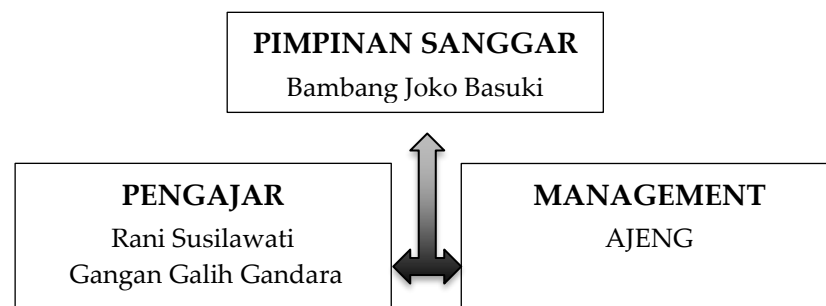 PIMPINAN SANGGAR
Bambang Joko Basuki
PENGAJAR
Rani Susilawati
Gangan Galih Gandara
MANAGEMENT
AJENG